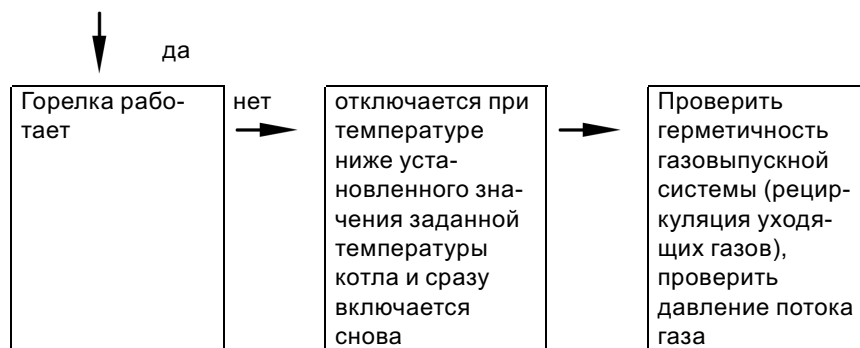 да
Горелка рабо-
тает
нет
отключается при
температуре
ниже уста-
новленного зна-
чения заданной
температуры
котла и сразу
включается
снова
Проверить
герметичность
газовыпускной
системы (рецир-
куляция уходя-
щих газов),
проверить
давление потока
газа